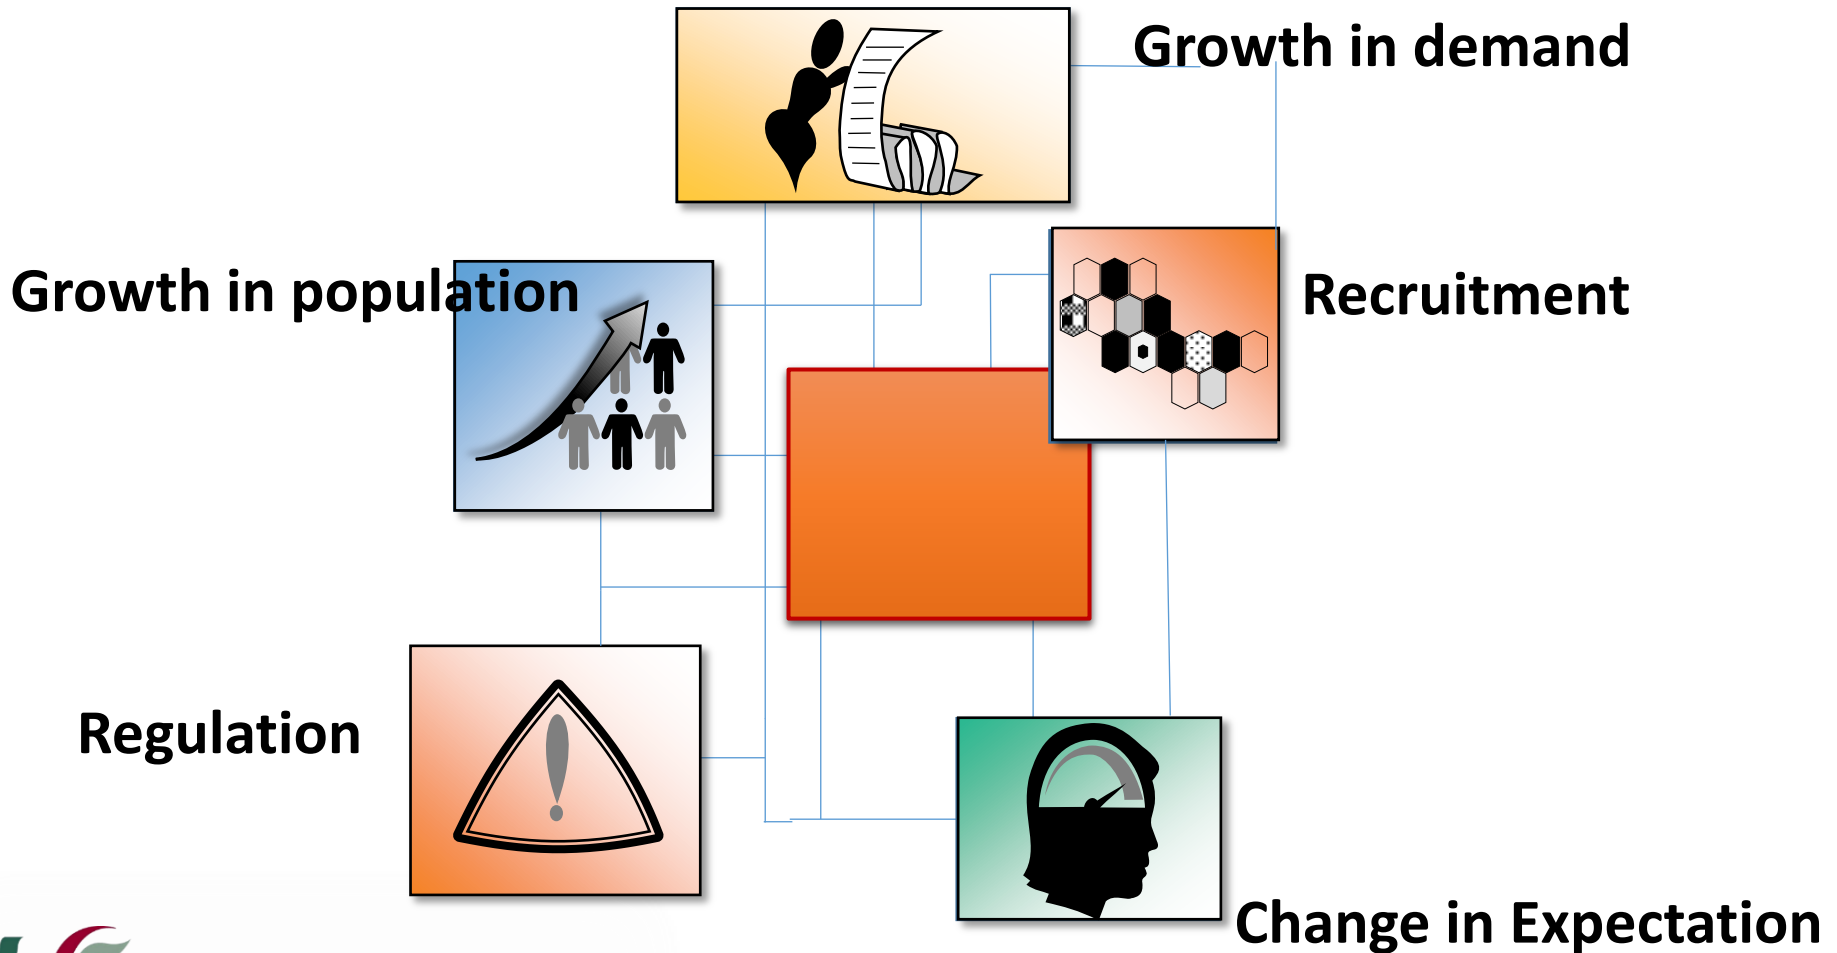 Growth in demand
Growth in population
Recruitment
Regulation
Change in Expectation